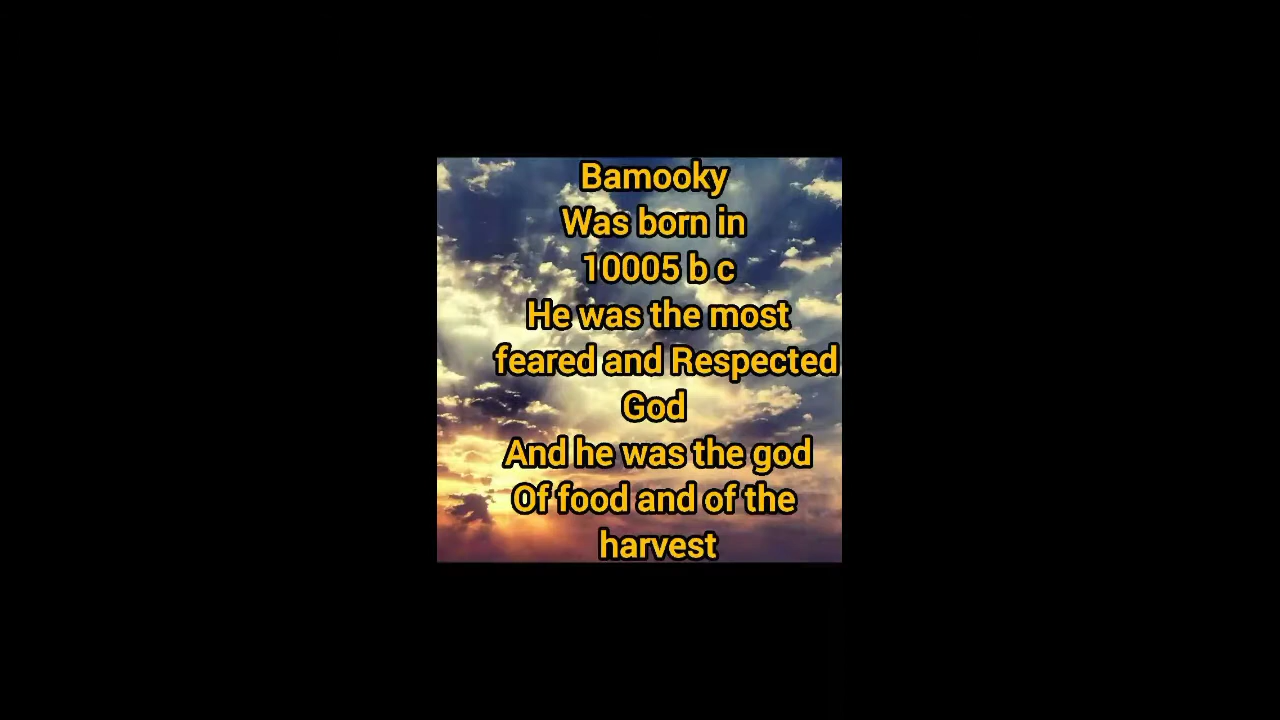 Bamooky
Was born in
10005 b c
He was the most
feared and Respected
God
And he was the god
Of food and of the
harvest